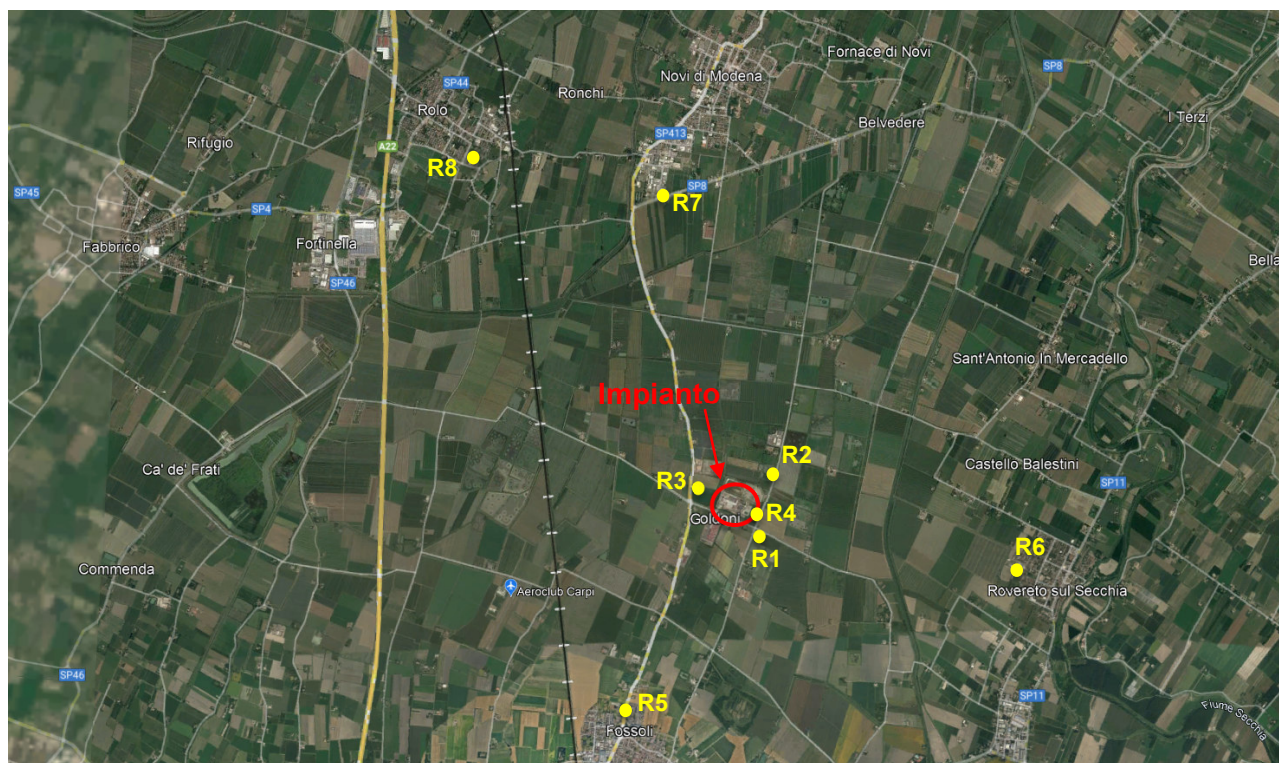 Fornace di Novi
SP8
Novi di Modena
SP44
Ronchi
Rolo
I Terzi
Belvedere
SP413
Rifugio
A22
R8
SP45
SP8
R7
SP4
Fabbrico
Fortinella
Bella
SP46
Sant'Antonio In Mercadello
Impianto
Ca' de' Frati
R2
Castello Balestini
R3
SP11
Goldoni
R4
R1
R6
Commenda
Aeroclub Carpi
Rovereto sul Secchia
SP46
SP11
R5
Fiume Secchia
Fossoli